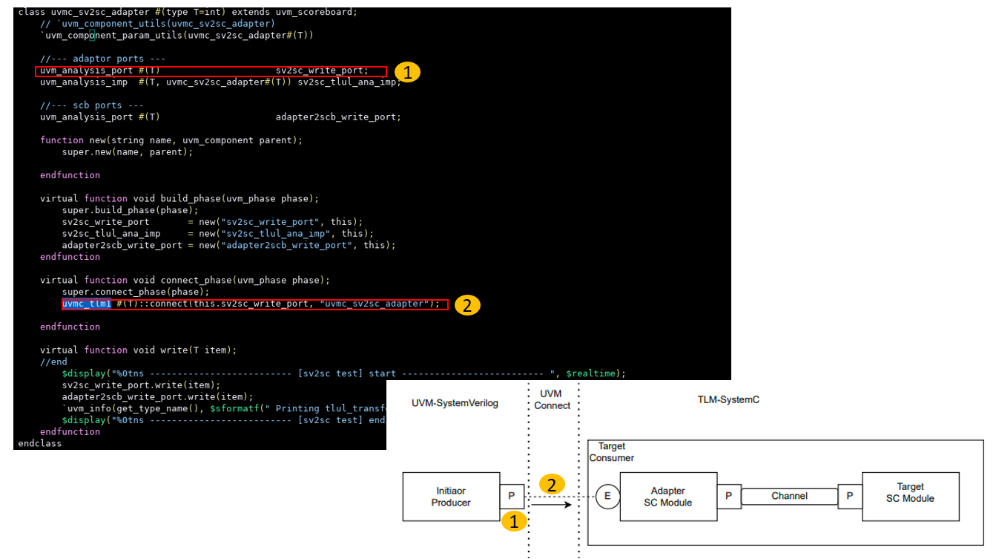 class uvmc_sv2sc_adapter #(type T=int) extends uvm_scoreboard;
// `uvm_component_utils(uvmc_sv2sc_adapter)
`uvm_component_param_utils(uvmc_sv2sc_adapter#(T))
//--- adaptor ports ---
uvm_analysis_port #(T) sv2sc_write_port;
1
uvm_analysis_imp #(T, uvmc_sv2sc_adapter#(T)) sv2sc_tlul_ana_imp;
//--- scb ports ---
uvm_analysis_port #(T) adapter2scb_write_port;
function new(string name, uvm_component parent);
super.new(name, parent);
endfunction
virtual function void build_phase(uvm_phase phase);
super.build_phase(phase);
sv2sc_write_port = new("sv2sc_write_port", this);
sv2sc_tlul_ana_imp = new("sv2sc_tlul_ana_imp", this);
adapter2scb_write_port = new("adapter2scb_write_port", this);
endfunction
virtual function void connect_phase(uvm_phase phase);
super.connect_phase(phase);
uvmc_tlm1 #(T)::connect(this.sv2sc_write_port, "uvmc_sv2sc_adapter");
2
endfunction
virtual function void write(T item);
//end
$display("%0tns -------------------------- [sv2sc test] start -------------------------- ", $realtime);
sv2sc_write_port.write(item);
adapter2scb_write_port.write(item);
`uvm_info(get_type_name(), $sformatf(" Printing tlul_transf
$display("%0tns -------------------------- [sv2sc test] end
endfunction
endclass
UVM-SystemVerilog
UVM
Connect
TLM-SystemC
Target
Consumer
Initiaor
Producer
P
1
2
E
Adapter
SC Module
P
Channel
P
Target
SC Module